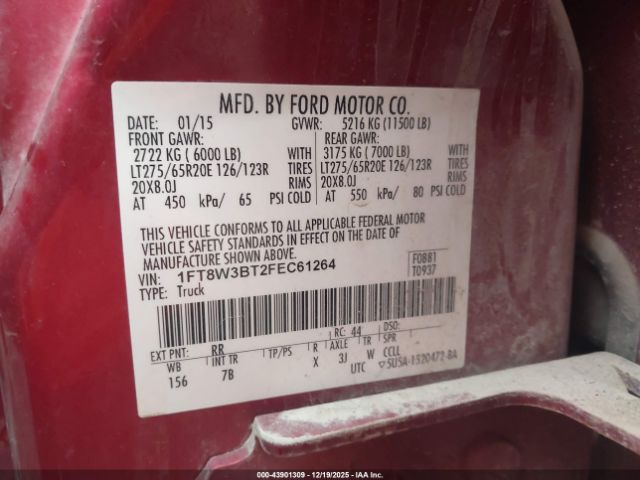 MFD. BY FORD MOTOR CO.
DATE: 01/15 GVWR: 5216 KG (11500 LB)
FRONT GAWR: REAR GAWR:
2722 KG ( 6000 LB) WITH 3175 KG ( 7000 LB) WITH
LT275/65R20E 126/123R TIRES LT275/65R20E 126/123R TIRES
20X8.0J RIMS 20X8.0J RIMS
AT 450 kPa/ 65 PSI COLD AT 550 kPa/ 80 PSI COLD
THIS VEHICLE CONFORMS TO ALL APPLICABLE FEDERAL MOTOR
VEHICLE SAFETY STANDARDS IN EFFECT ON THE DATE OF
MANUFACTURE SHOWN ABOVE.
VIN: 1FT8W3BT2FEC61264 F0881
TYPE: Truck T0937
RC: 44 DSO:
EXT PNT: RR TP/PS R AXLE TR SPR
WB INT TR X 3J W CCLL
156 7B UTC ▽5U5A-1520472-BA
00-43901309 - 12/19/2025 - IAA Inc.